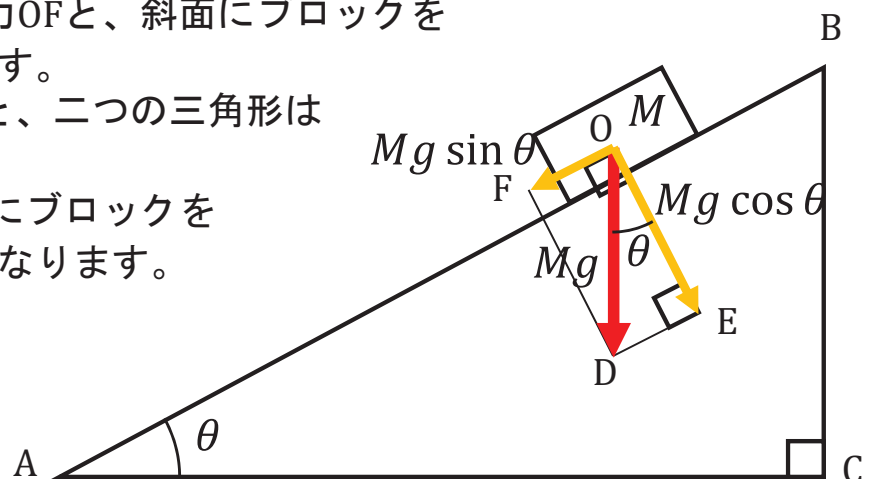 力OFと、斜面にブロックを
す。
と、二つの三角形は
にブロックを
なります。
B
M
O
Mg sin θ
F
Mg cos θ
θ
Mg
E
D
θ
A
C